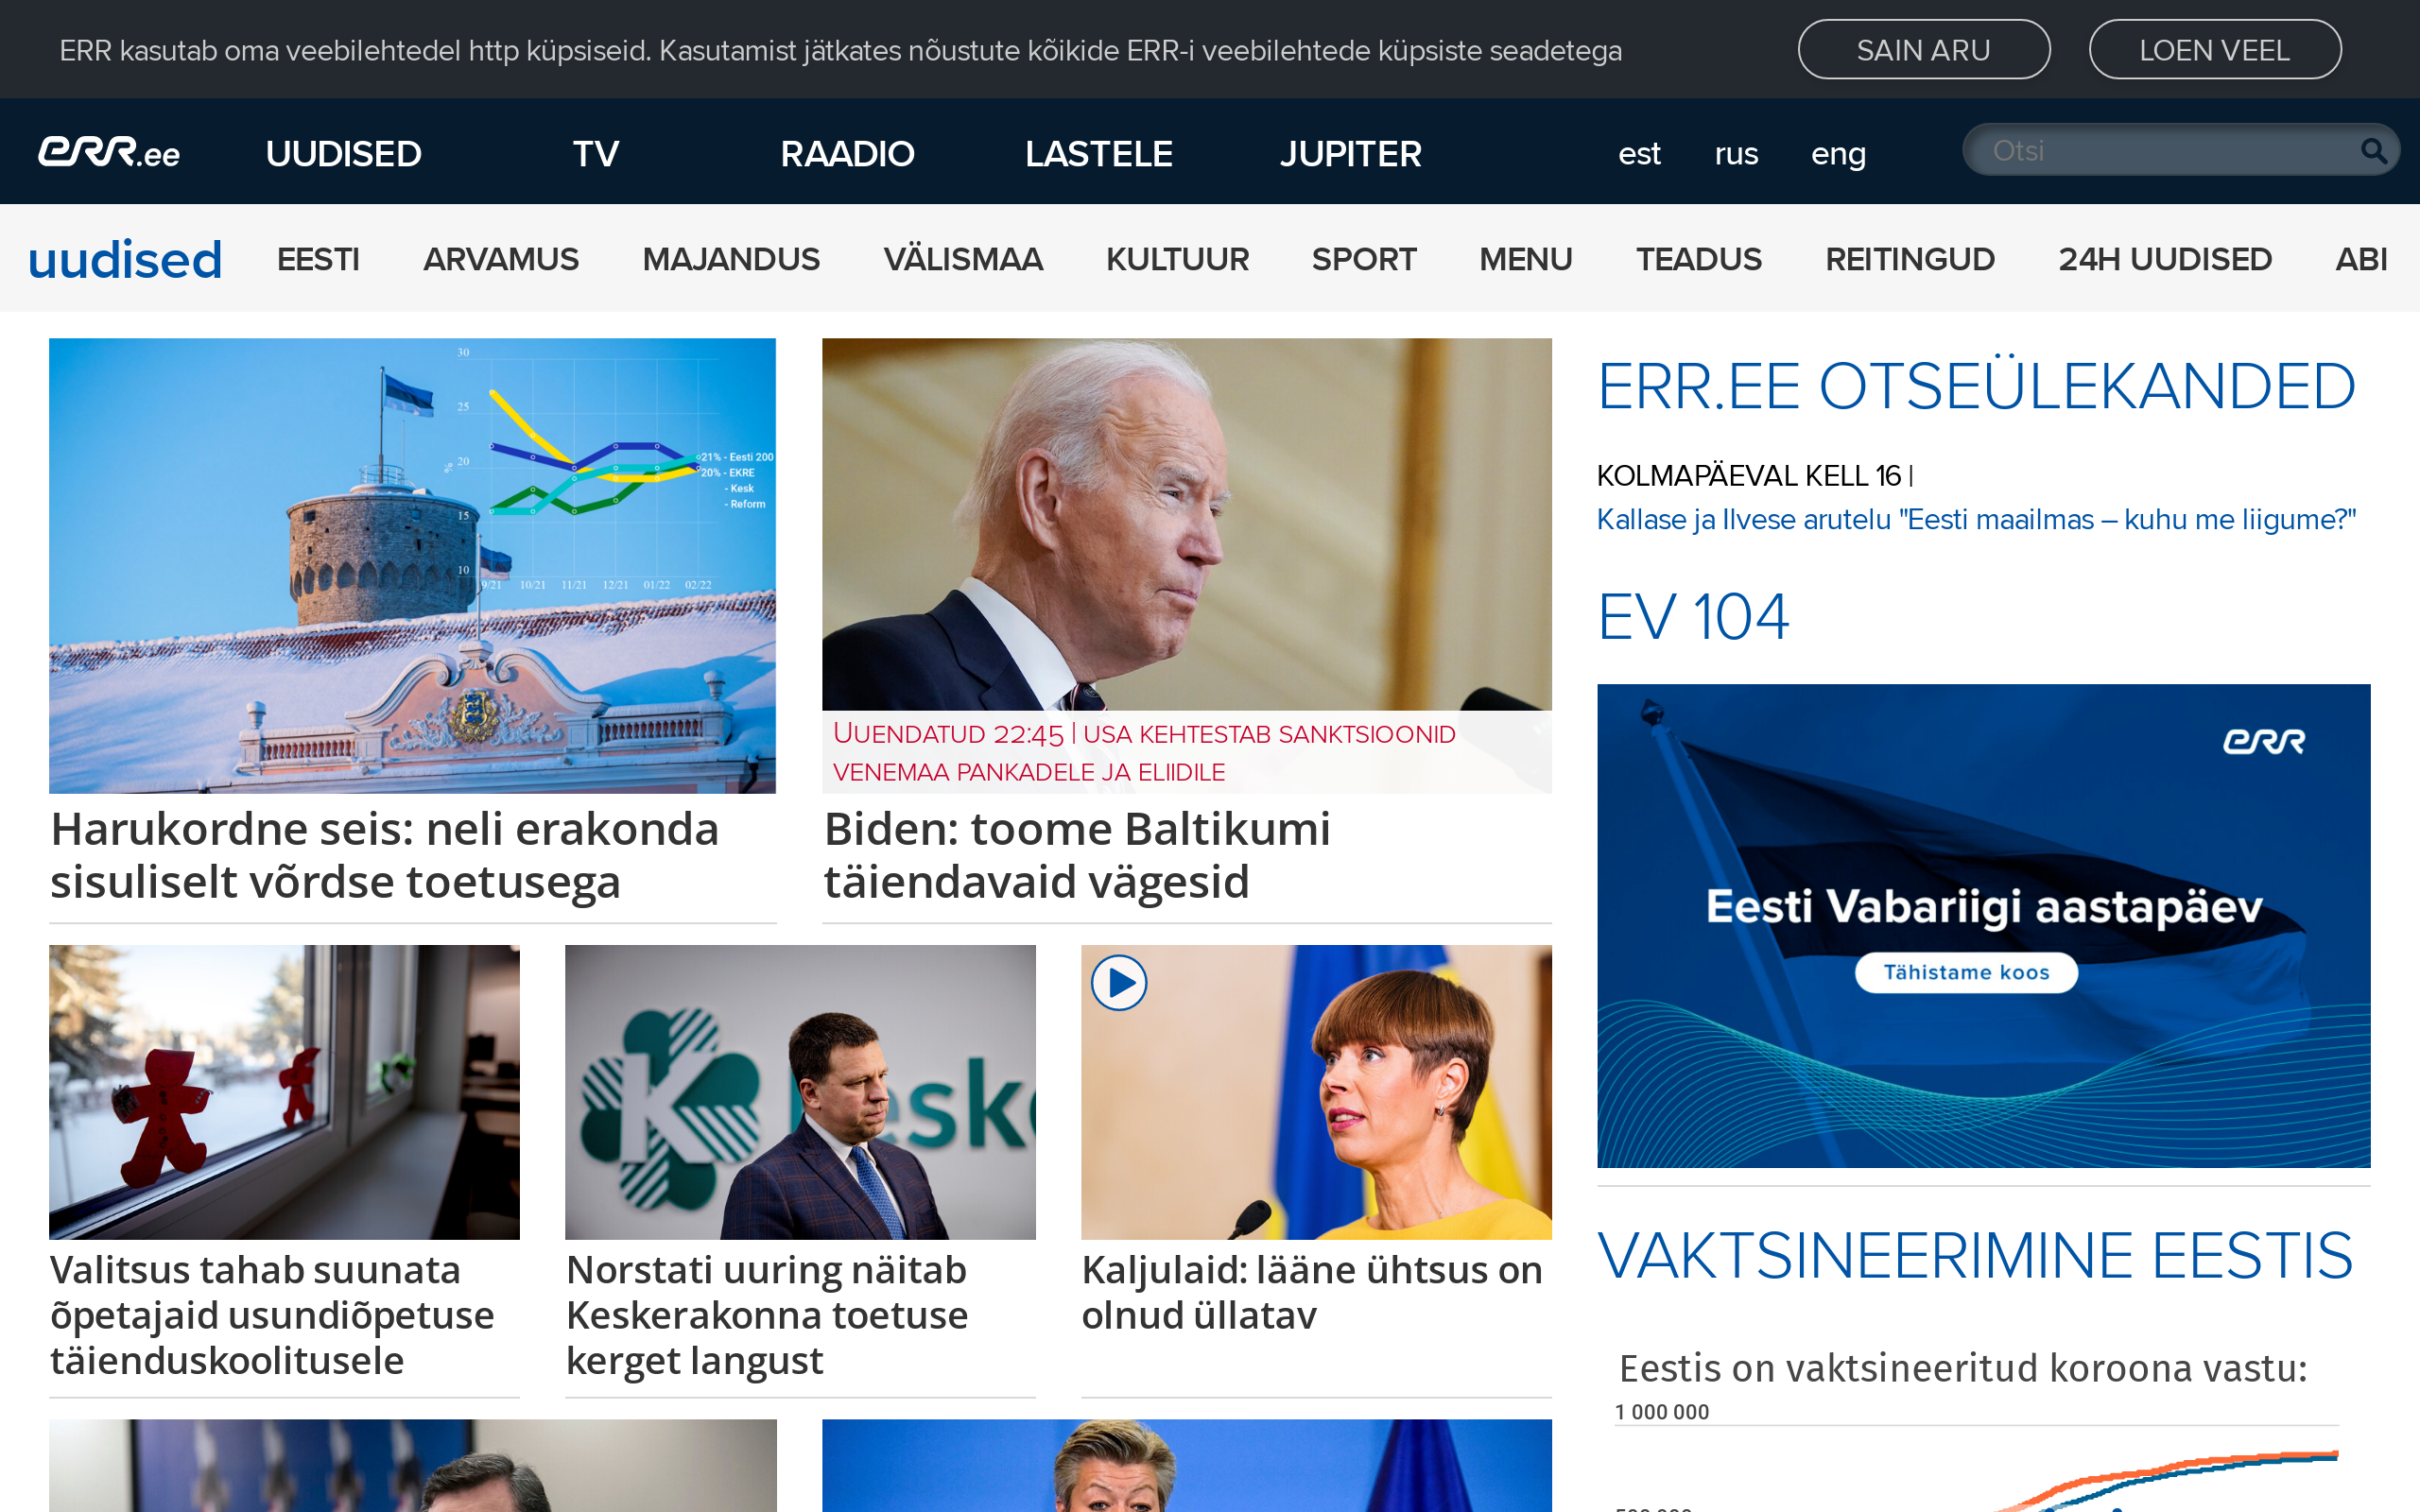 ERR kasutab oma veebilehtedel http küpsiseid. Kasutamist jätkates nõustute kõikide ERR-i veebilehtede küpsiste seadetega
SAIN ARU
LOEN VEEL
err.ee
UUDISED
TV
RAADIO
LASTELE
JUPITER
est
rus
eng
Otsi
uudised
EESTI
ARVAMUS
MAJANDUS
VÄLISMAA
KULTUUR
SPORT
MENU
TEADUS
REITINGUD
24H UUDISED
ABI
30
25
%
20
15
10
9/21 10/21 11/21 12/21 01/22 02/22
21% - Eesti 200
20% - EKRE
- Kesk
- Reform
Harukordne seis: neli erakonda
sisuliselt võrdse toetusega
UUENDATUD 22:45 | USA KEHTESTAB SANKTSIOONID
VENEMAA PANKADELE JA ELIIDILE
Biden: toome Baltikumi
täiendavaid vägesid
Valitsus tahab suunata
õpetajaid usundiõpetuse
täienduskoolitusele
K
eske
Norstati uuring näitab
Keskerakonna toetuse
kerget langust
Kaljulaid: lääne ühtsus on
olnud üllatav
ERR.EE OTSEÜLEKANDED
KOLMAPÄEVAL KELL 16 |
Kallase ja Ilvese arutelu "Eesti maailmas – kuhu me liigume?"
EV 104
err
Eesti Vabariigi aastapäev
Tähistame koos
VAKTSINEERIMINE EESTIS
Eestis on vaktsineeritud koroona vastu:
1 000 000